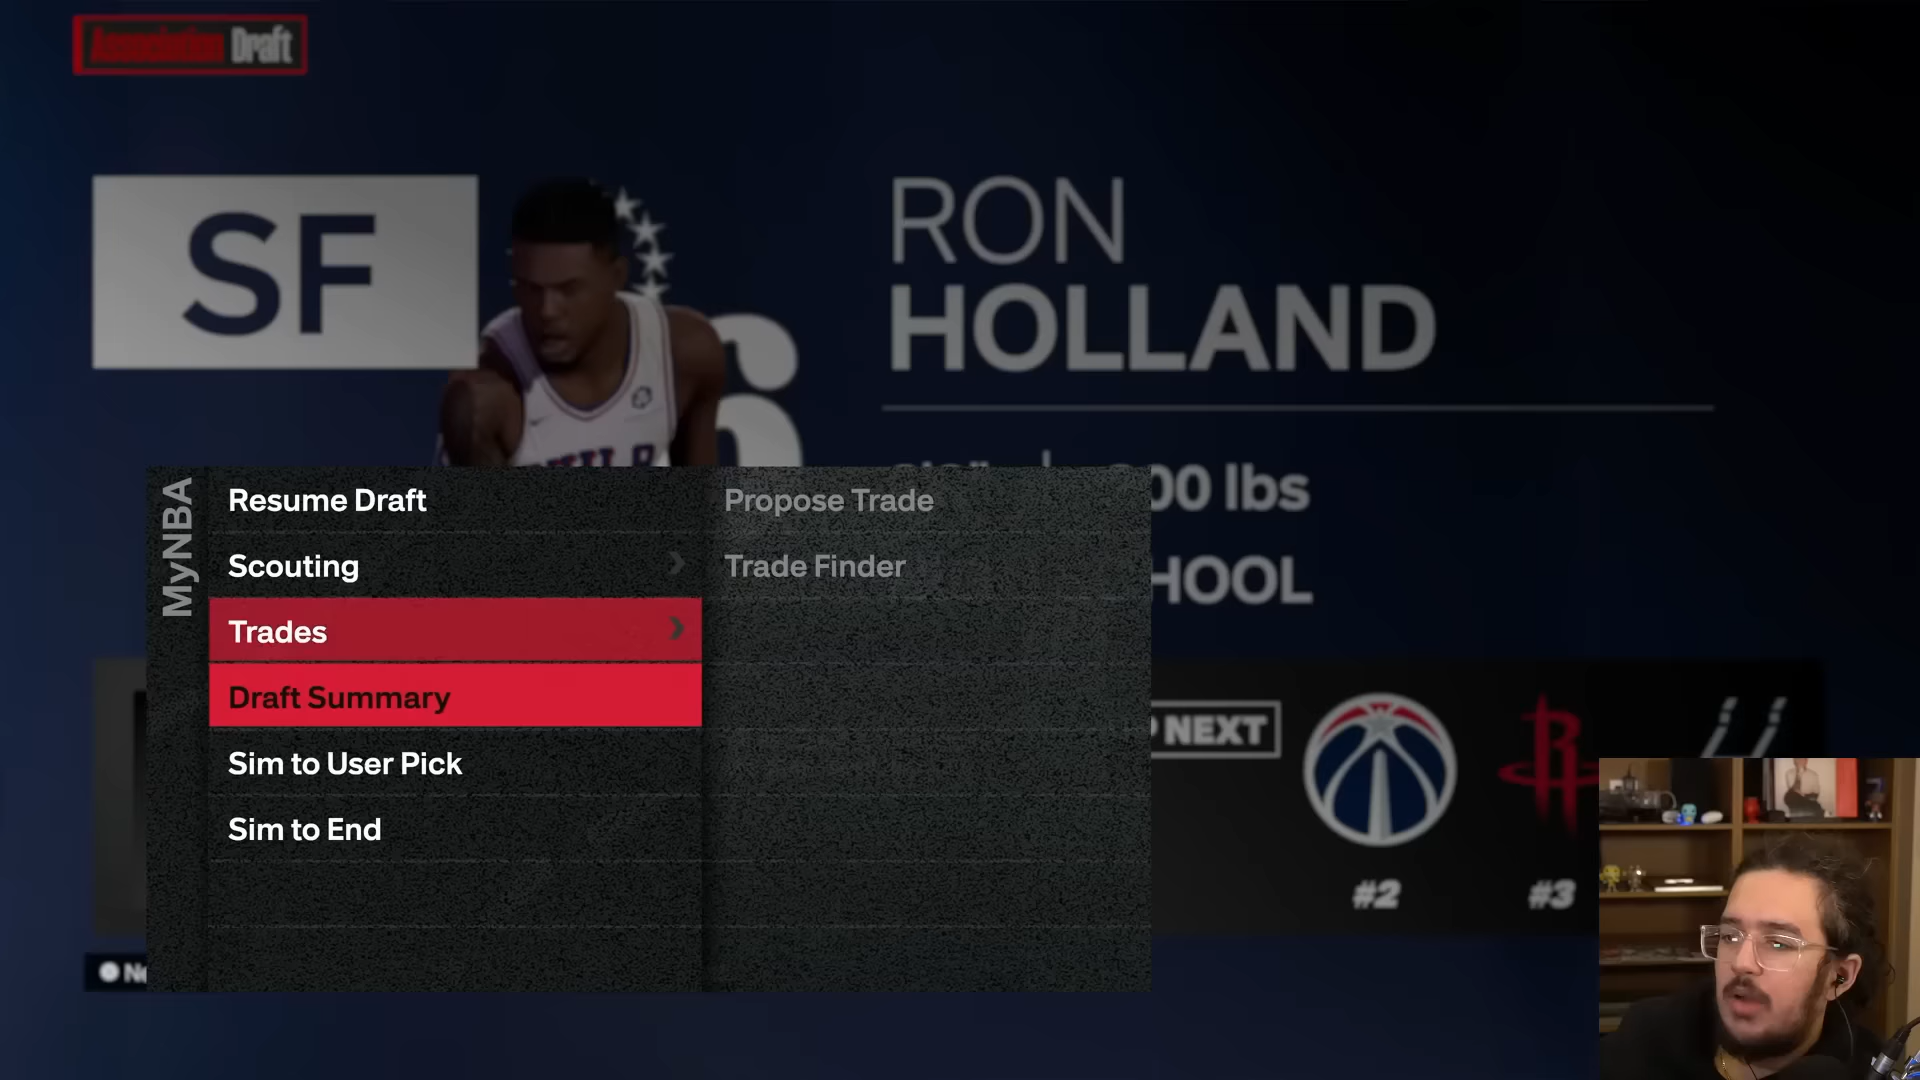 Association Draft
SF
RON
HOLLAND
00 lbs
HOOL
MyNBA
Resume Draft
Scouting
Trades
Draft Summary
Sim to User Pick
Sim to End
Propose Trade
Trade Finder
NEXT
#2
#3